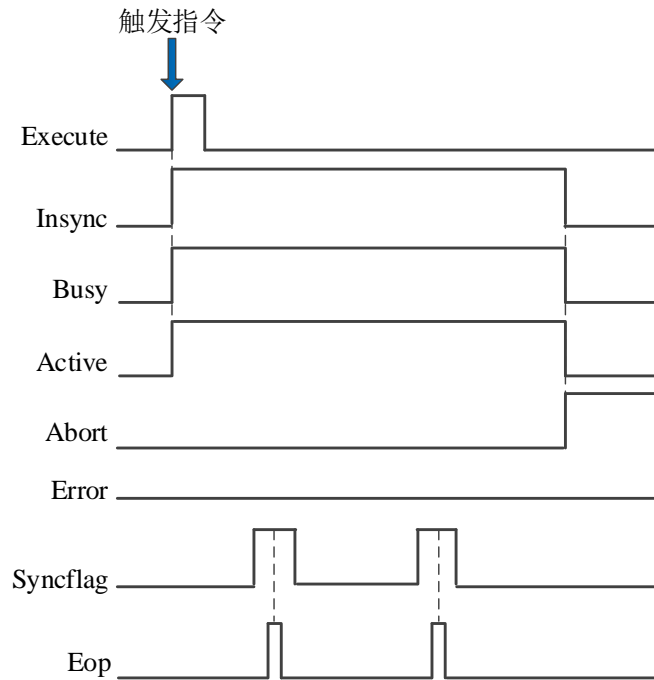 触发指令
Execute
Insync
Busy
Active
Abort
Error
Syncflag
Eop